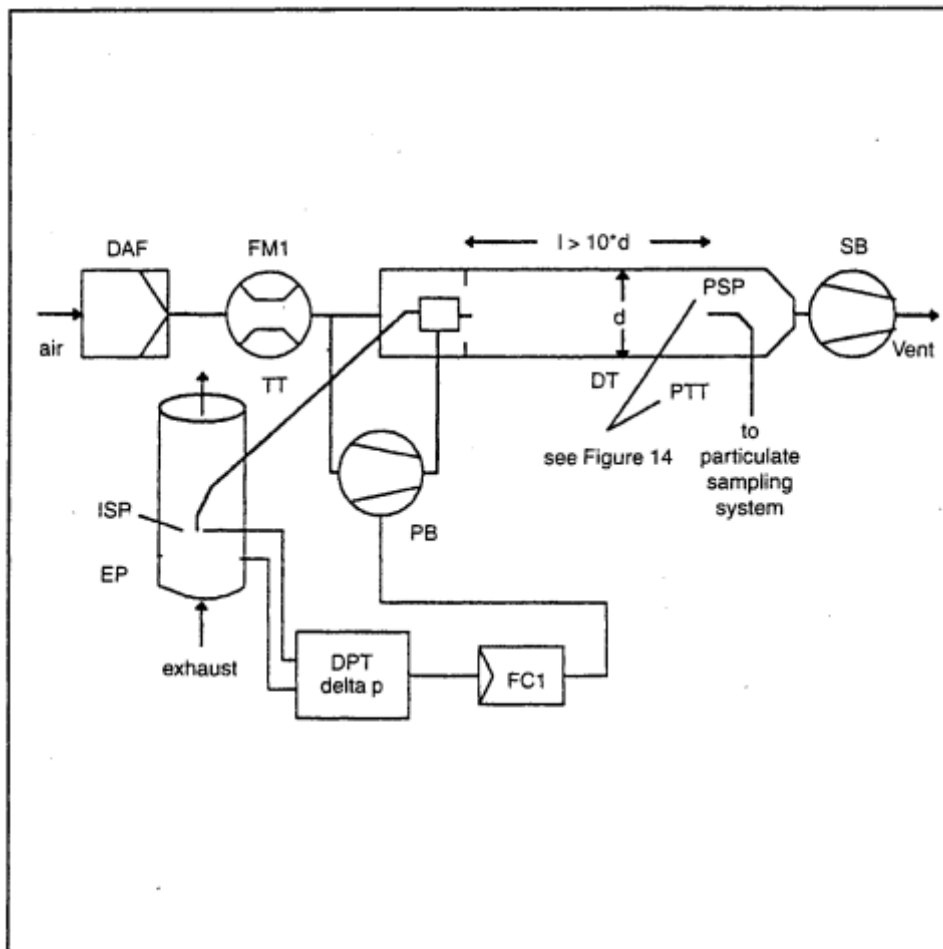 l > 10*d
DAF
FM1
SB
PSP
d
air
Vent
TT
DT
PTT
see Figure 14
to
particulate
sampling
system
ISP
PB
EP
exhaust
DPT
delta p
FC1